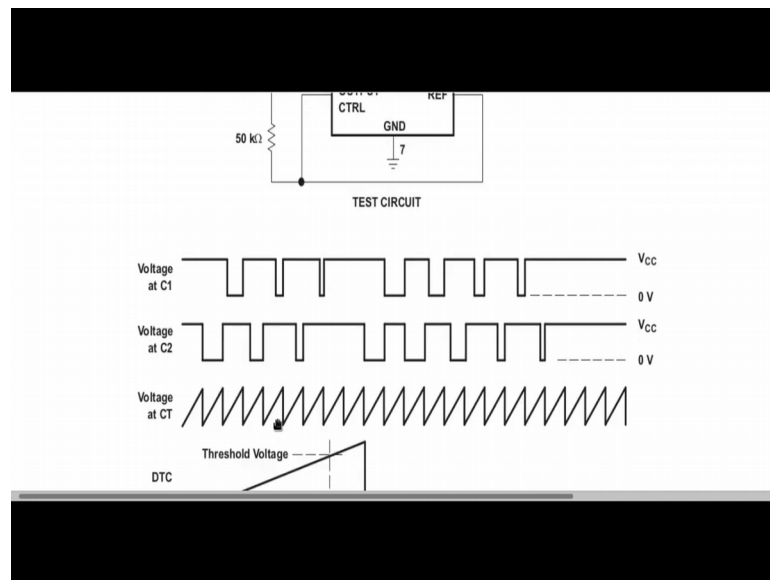 CTRL
REF
GND
50 kΩ
7
TEST CIRCUIT
Voltage
at C1
VCC
0 V
Voltage
at C2
VCC
0 V
Voltage
at CT
Threshold Voltage
DTC